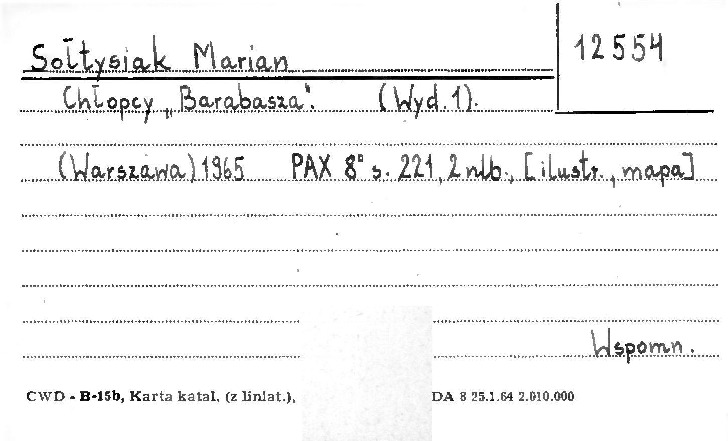 Sołtysiak Marian
12554
Chłopcy „Barabasza". (Wyd. 1).
(Warszawa) 1965 PAX 8° s. 221, 2 nlb., [ilustr., mapa]
Wspomn.
CWD - B-15b, Karta katal. (z liniat.), DA 8 25.1.64 2.010.000